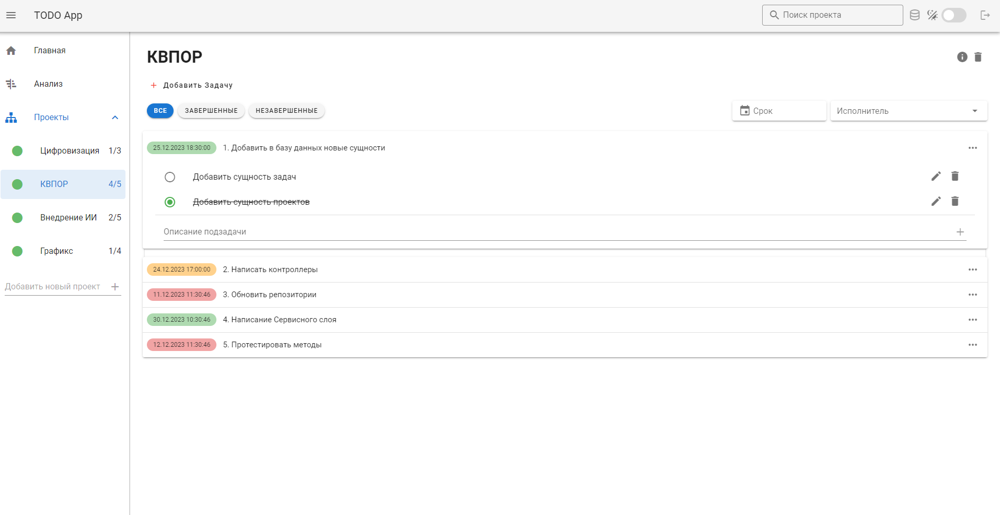 TODO App
Поиск проекта
Главная
Анализ
Проекты
Цифровизация 1/3
КВПОР 4/5
Внедрение ИИ 2/5
Графикс 1/4
Добавить новый проект
КВПОР
Добавить Задачу
ВСЕ ЗАВЕРШЕННЫЕ НЕЗАВЕРШЕННЫЕ
Срок Исполнитель
25.12.2023 18:30:00 1. Добавить в базу данных новые сущности
Добавить сущность задач
Добавить сущность проектов
Описание подзадачи
24.12.2023 17:00:00 2. Написать контроллеры
11.12.2023 11:30:46 3. Обновить репозитории
30.12.2023 10:30:46 4. Написание Сервисного слоя
12.12.2023 11:30:46 5. Протестировать методы